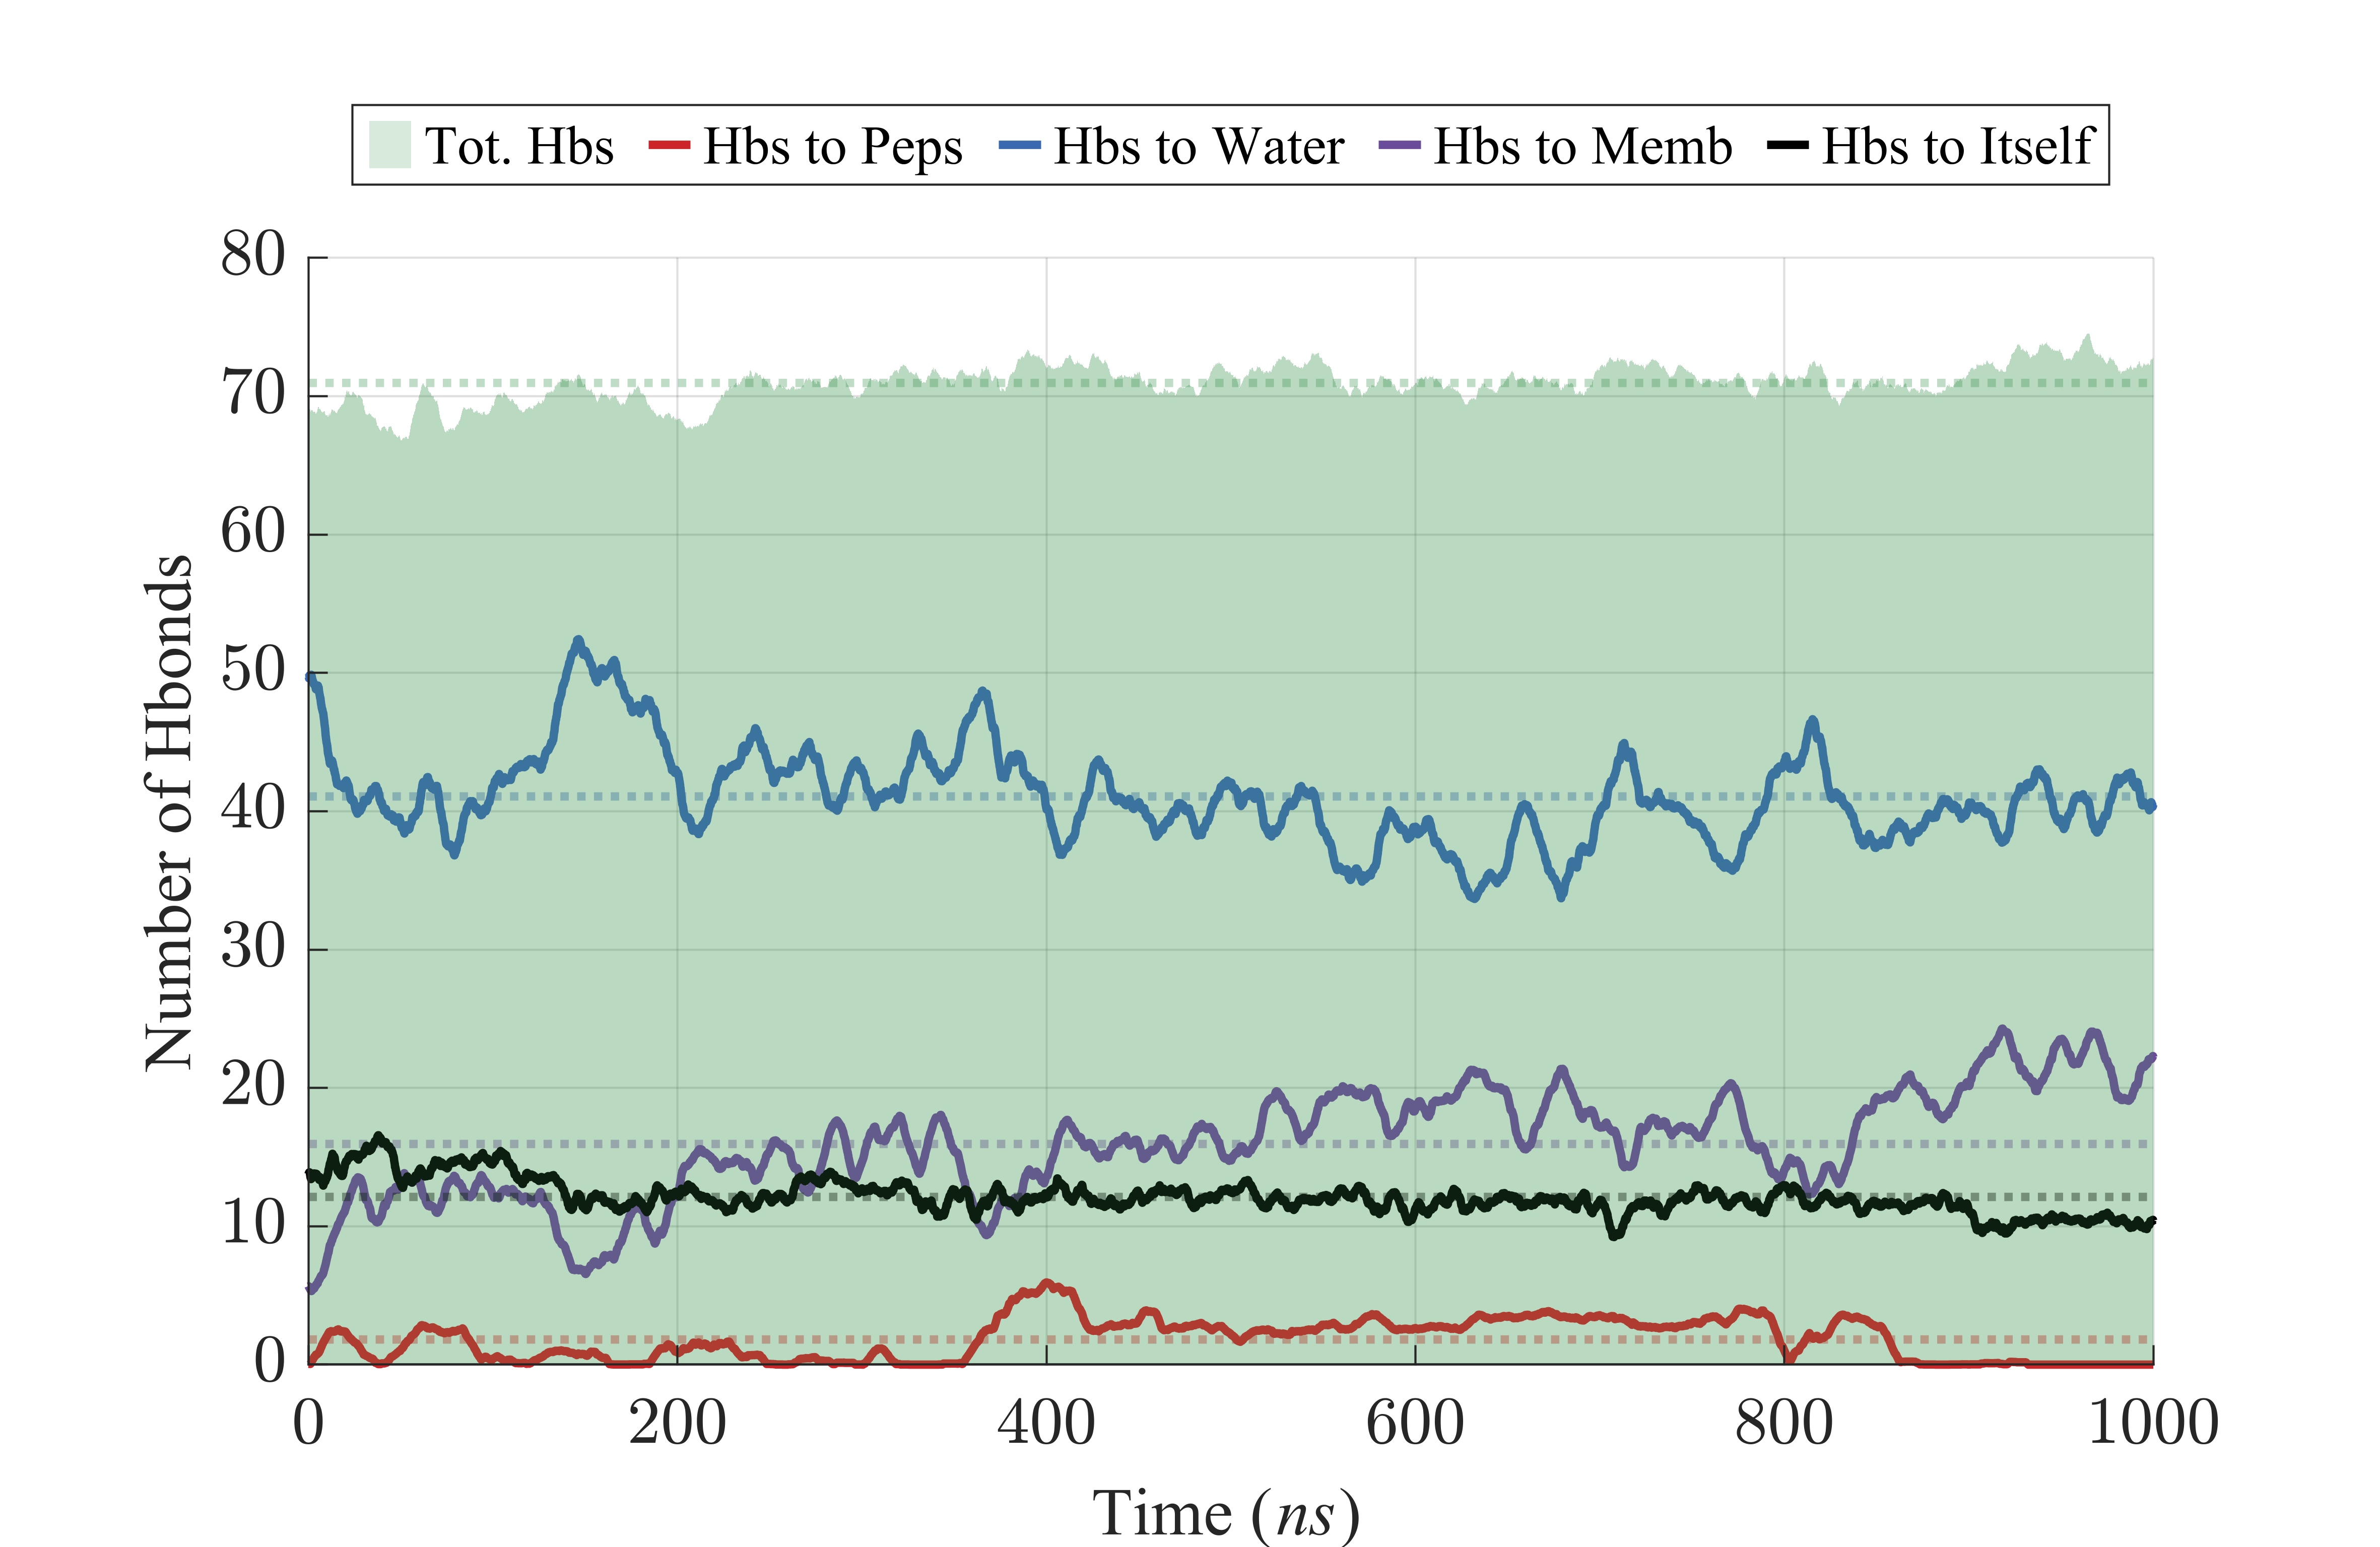 Tot. Hbs Hbs to Peps Hbs to Water Hbs to Memb Hbs to Itself
80
70
60
50
40
30
20
10
0
Number of Hbonds
0 200 400 600 800 1000
Time (ns)